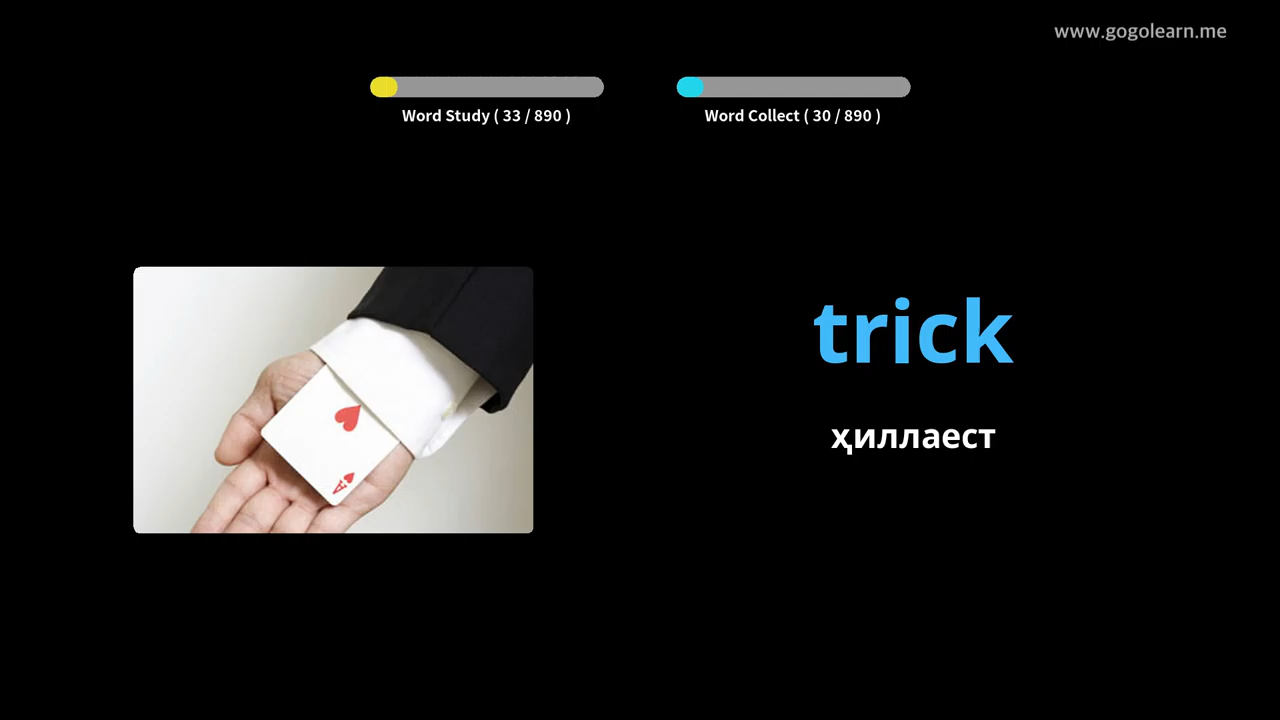 www.gogolearn.me
Word Study ( 33 / 890 )
Word Collect ( 30 / 890 )
trick
ҳиллаест
A